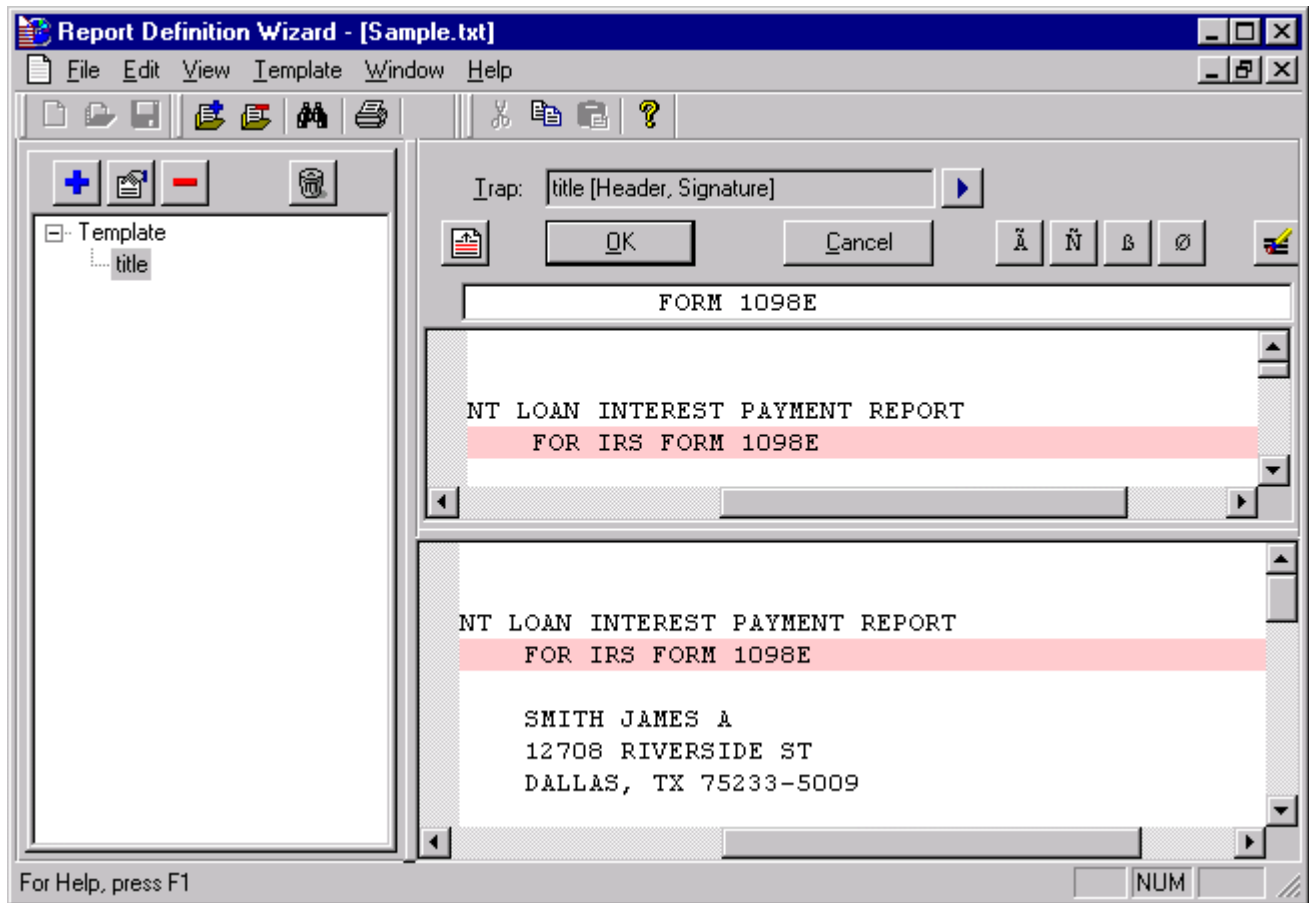 Report Definition Wizard - [Sample.txt]
File Edit View Template Window Help
Trap: title [Header, Signature]
Template
title
OK Cancel Ã Ñ ß Ø
FORM 1098E
NT LOAN INTEREST PAYMENT REPORT
FOR IRS FORM 1098E
NT LOAN INTEREST PAYMENT REPORT
FOR IRS FORM 1098E
SMITH JAMES A
12708 RIVERSIDE ST
DALLAS, TX 75233-5009
For Help, press F1 NUM